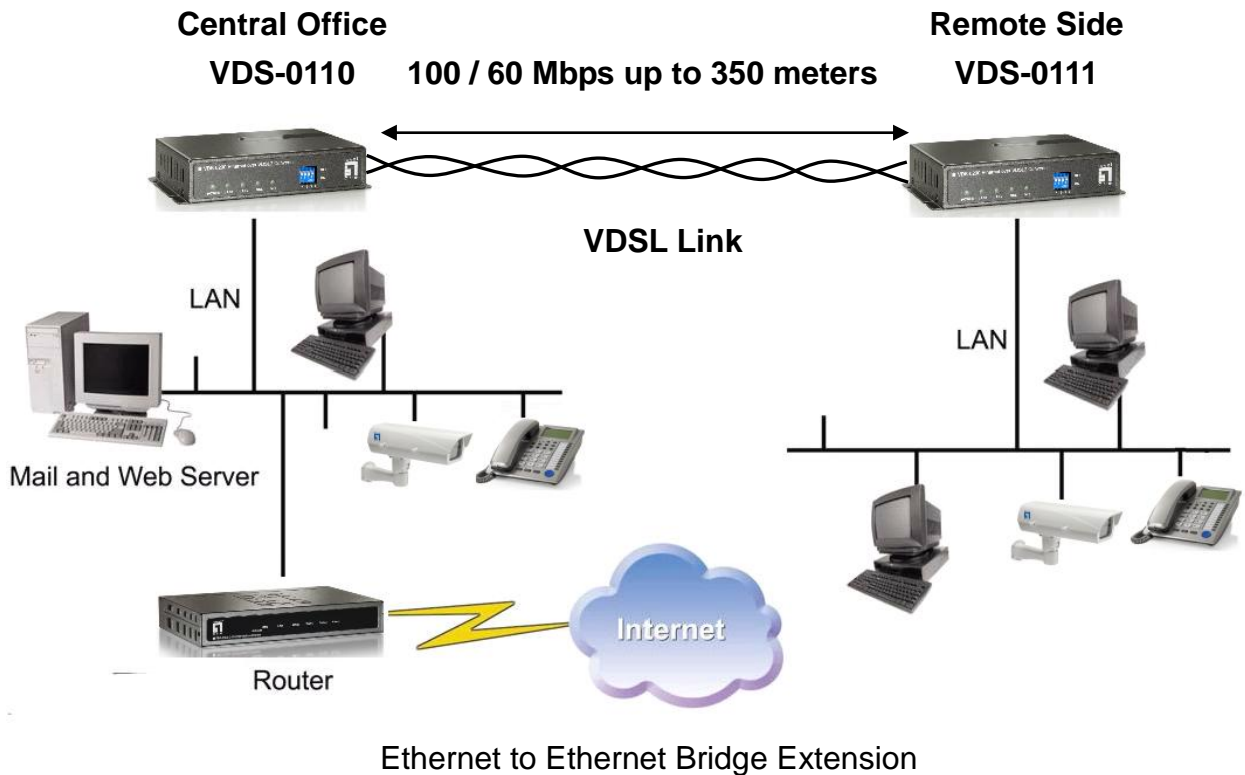 Central Office
Remote Side
VDS-0110
100 / 60 Mbps up to 350 meters
VDS-0111
VDSL Link
LAN
LAN
Mail and Web Server
Internet
Router
Ethernet to Ethernet Bridge Extension